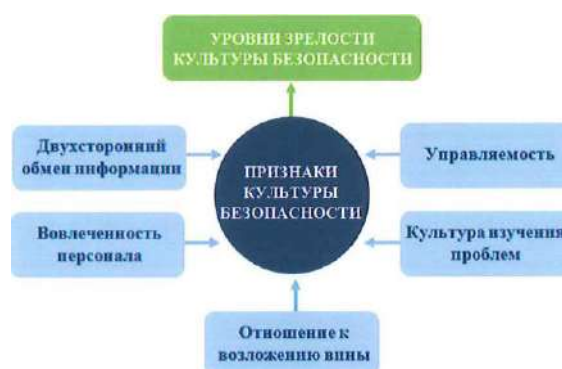 УРОВНИ ЗРЕЛОСТИ
КУЛЬТУРЫ БЕЗОПАСНОСТИ
Двухсторонний
обмен информации
Управляемость
ПРИЗНАКИ
КУЛЬТУРЫ
БЕЗОПАСНОСТИ
Вовлеченность
персонала
Культура изучения
проблем
Отношение к
возложению вины